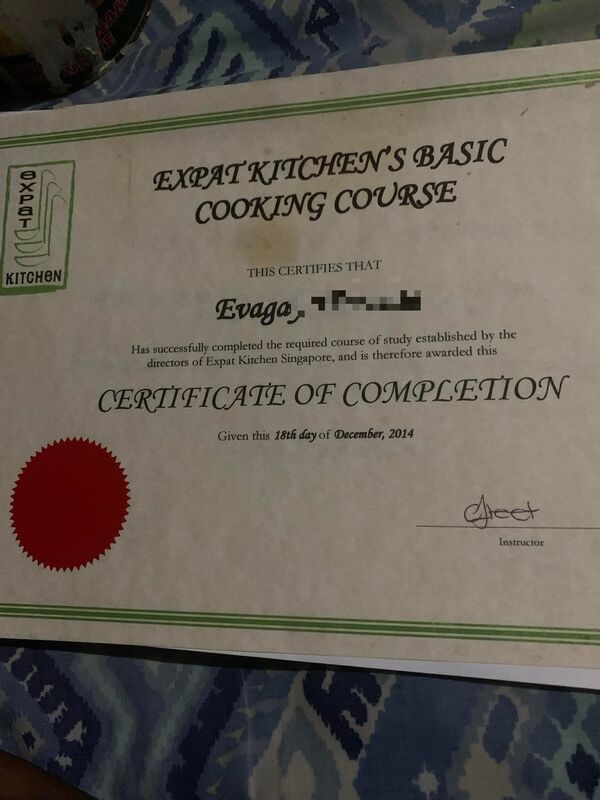 EXPAT KITCHEN'S BASIC
COOKING COURSE
expat
KITCHEN
THIS CERTIFIES THAT
Has successfully completed the required course of study established by the
directors of Expat Kitchen Singapore, and is therefore awarded this
CERTIFICATE OF COMPLETION
Given this 18th day of December, 2014
Instructor